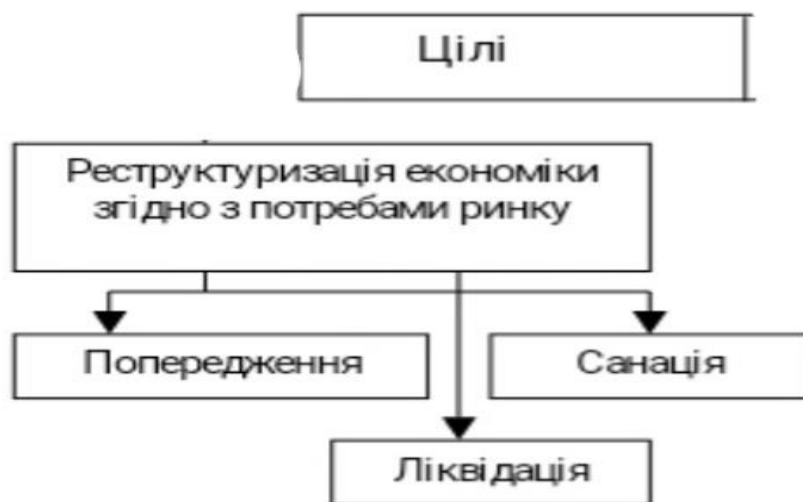 Цілі
Реструктуризація економіки
згідно з потребами ринку
Попередження
Санація
Ліквідація